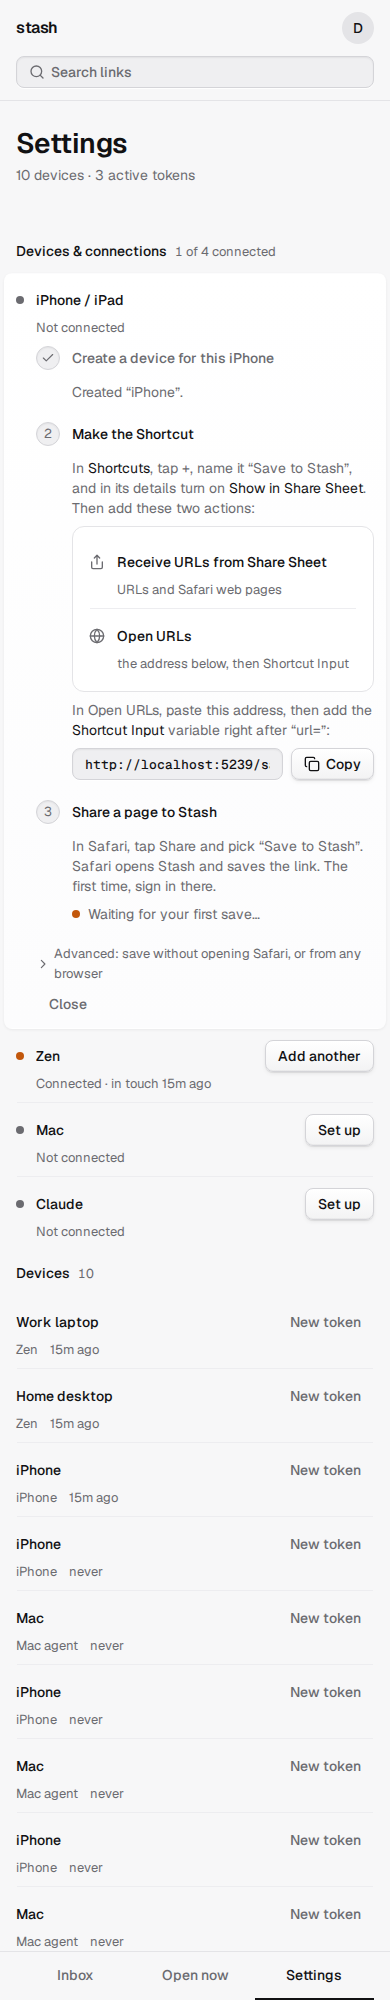 stash
D
Search links
Settings
10 devices · 3 active tokens
Devices & connections 1 of 4 connected
iPhone / iPad
Not connected
Create a device for this iPhone
Created “iPhone”.
2 Make the Shortcut
In Shortcuts, tap +, name it “Save to Stash”,
and in its details turn on Show in Share Sheet.
Then add these two actions:
Receive URLs from Share Sheet
URLs and Safari web pages
Open URLs
the address below, then Shortcut Input
In Open URLs, paste this address, then add the
Shortcut Input variable right after “url=”:
http://localhost:5239/s
Copy
3 Share a page to Stash
In Safari, tap Share and pick “Save to Stash”.
Safari opens Stash and saves the link. The
first time, sign in there.
Waiting for your first save…
Advanced: save without opening Safari, or from any
browser
Close
Zen
Add another
Connected · in touch 15m ago
Mac
Set up
Not connected
Claude
Set up
Not connected
Devices 10
Work laptop
New token
Zen 15m ago
Home desktop
New token
Zen 15m ago
iPhone
New token
iPhone 15m ago
iPhone
New token
iPhone never
Mac
New token
Mac agent never
iPhone
New token
iPhone never
Mac
New token
Mac agent never
iPhone
New token
iPhone never
Mac
New token
Mac agent never
Inbox
Open now
Settings